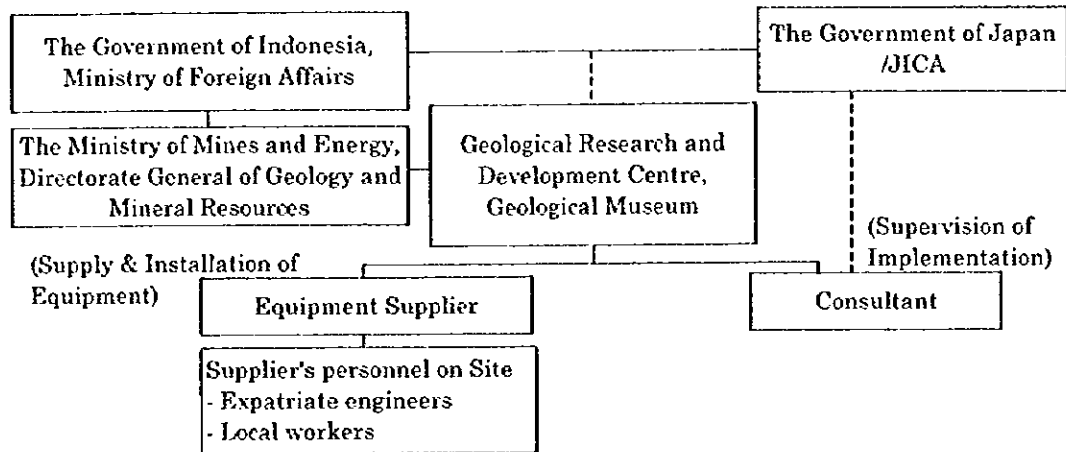 The Government of Indonesia,
Ministry of Foreign Affairs
The Government of Japan
/JICA
The Ministry of Mines and Energy,
Directorate General of Geology and
Mineral Resources
Geological Research and
Development Centre,
Geological Museum
(Supervision of
Implementation)
(Supply & Installation of
Equipment)
Equipment Supplier
Consultant
Supplier's personnel on Site
- Expatriate engineers
- Local workers